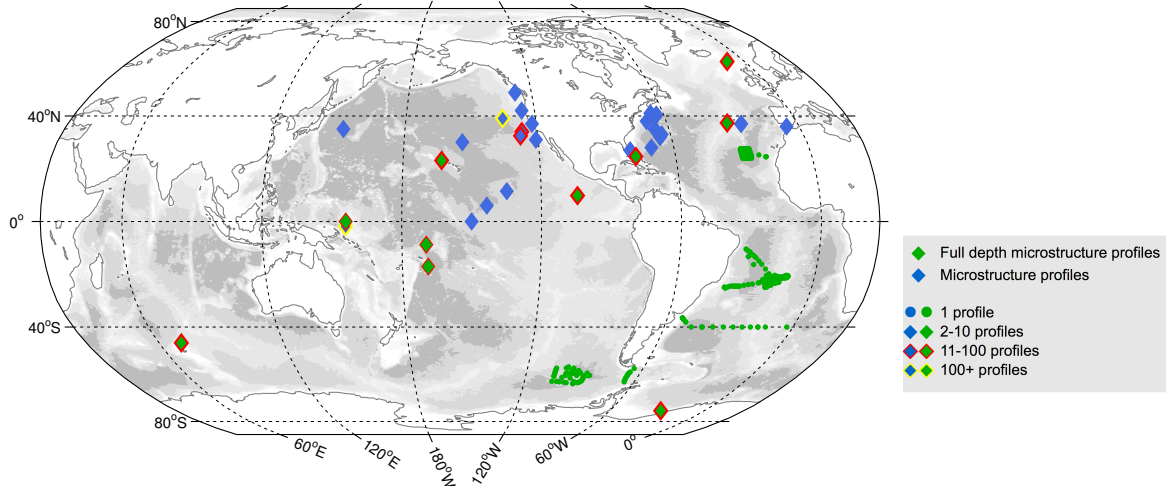 80°N
40°N
0°
40°S
80°S
60°E
120°E
180°W
120°W
60°W
0°
Full depth microstructure profiles
Microstructure profiles
1 profile
2-10 profiles
11-100 profiles
100+ profiles